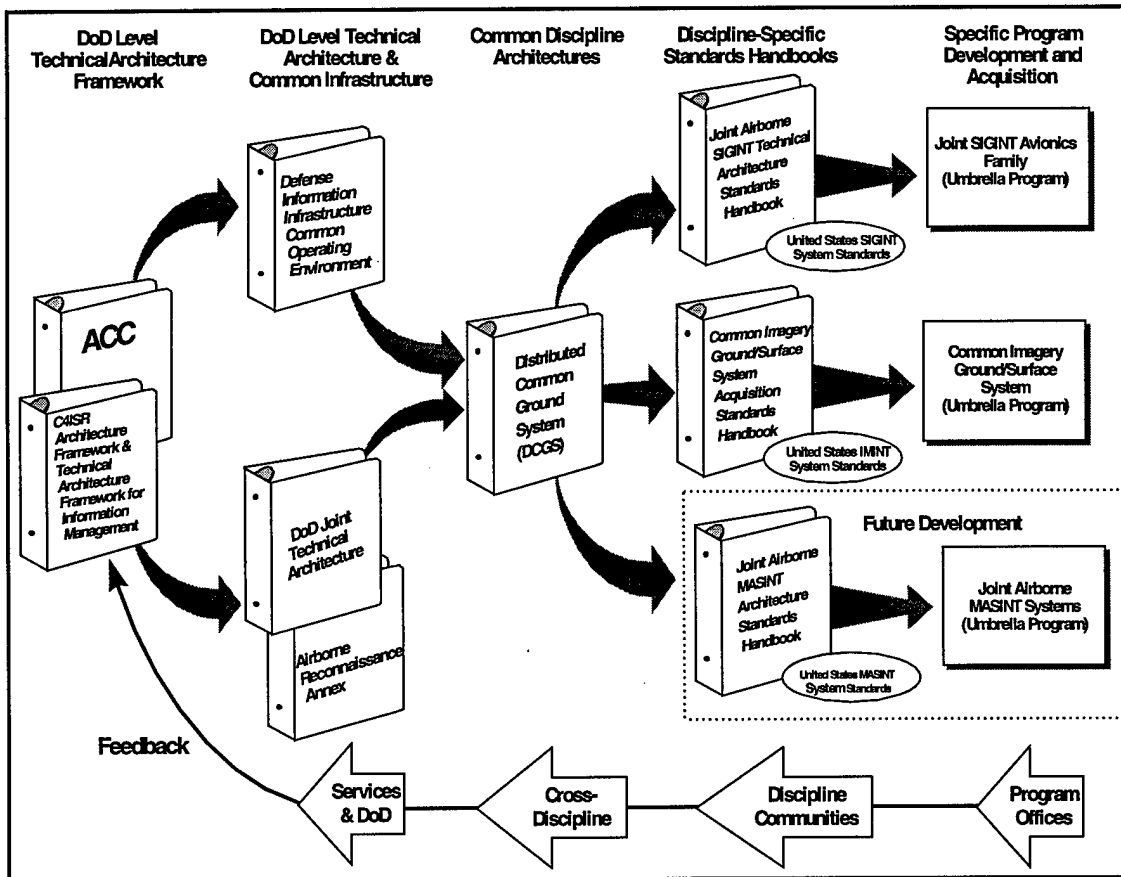 DoD Level
Technical Architecture
Framework
DoD Level Technical
Architecture &
Common Infrastructure
Common Discipline
Architectures
Discipline-Specific
Standards Handbooks
Specific Program
Development and
Acquisition
ACC
C4ISR
Architecture
Framework &
Technical
Architecture
Framework for
Information
Management
Defense
Information
Infrastructure
Common
Operating
Environment
DoD Joint
Technical
Architecture
Airborne
Reconnaissance
Annex
Distributed
Common
Ground
System
(DCGS)
Joint Airborne
SIGINT Technical
Architecture
Standards
Handbook
United States SIGINT
System Standards
Joint SIGINT Avionics
Family
(Umbrella Program)
Common Imagery
Ground/Surface
System
Acquisition
Standards
Handbook
United States IMINT
System Standards
Common Imagery
Ground/Surface
System
(Umbrella Program)
Future Development
Joint Airborne
MASINT
Architecture
Standards
Handbook
United States MASINT
System Standards
Joint Airborne
MASINT Systems
(Umbrella Program)
Feedback
Services
& DoD
Cross-
Discipline
Discipline
Communities
Program
Offices